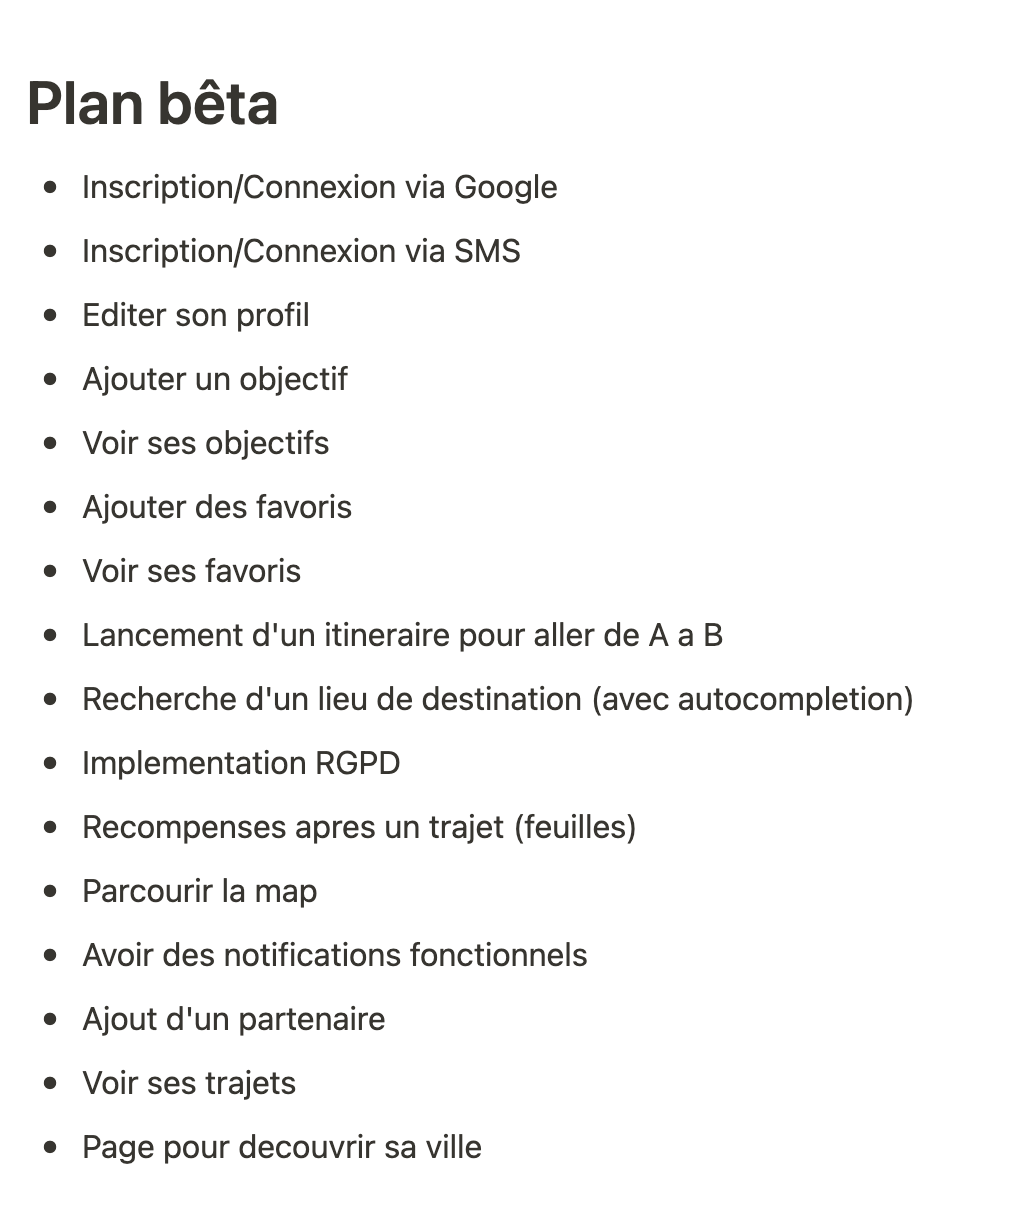 Plan bêta
• Inscription/Connexion via Google
• Inscription/Connexion via SMS
• Editer son profil
• Ajouter un objectif
• Voir ses objectifs
• Ajouter des favoris
• Voir ses favoris
• Lancement d'un itineraire pour aller de A a B
• Recherche d'un lieu de destination (avec autocompletion)
• Implementation RGPD
• Recompenses apres un trajet (feuilles)
• Parcourir la map
• Avoir des notifications fonctionnels
• Ajout d'un partenaire
• Voir ses trajets
• Page pour decouvrir sa ville